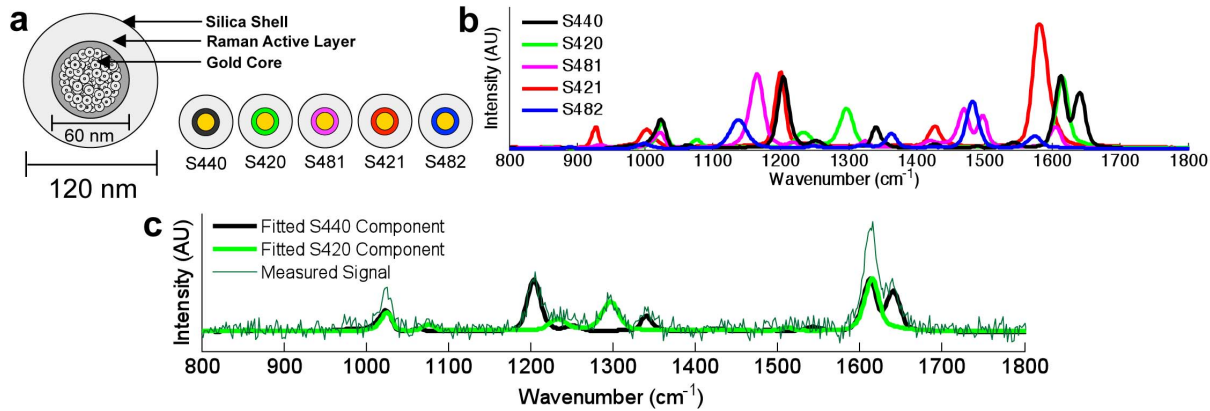 a
Silica Shell
Raman Active Layer
Gold Core
60 nm
120 nm
S440 S420 S481 S421 S482
b
Intensity (AU)
S440
S420
S481
S421
S482
800 900 1000 1100 1200 1300 1400 1500 1600 1700 1800
Wavenumber (cm⁻¹)
c
Intensity (AU)
Fitted S440 Component
Fitted S420 Component
Measured Signal
800 900 1000 1100 1200 1300 1400 1500 1600 1700 1800
Wavenumber (cm⁻¹)